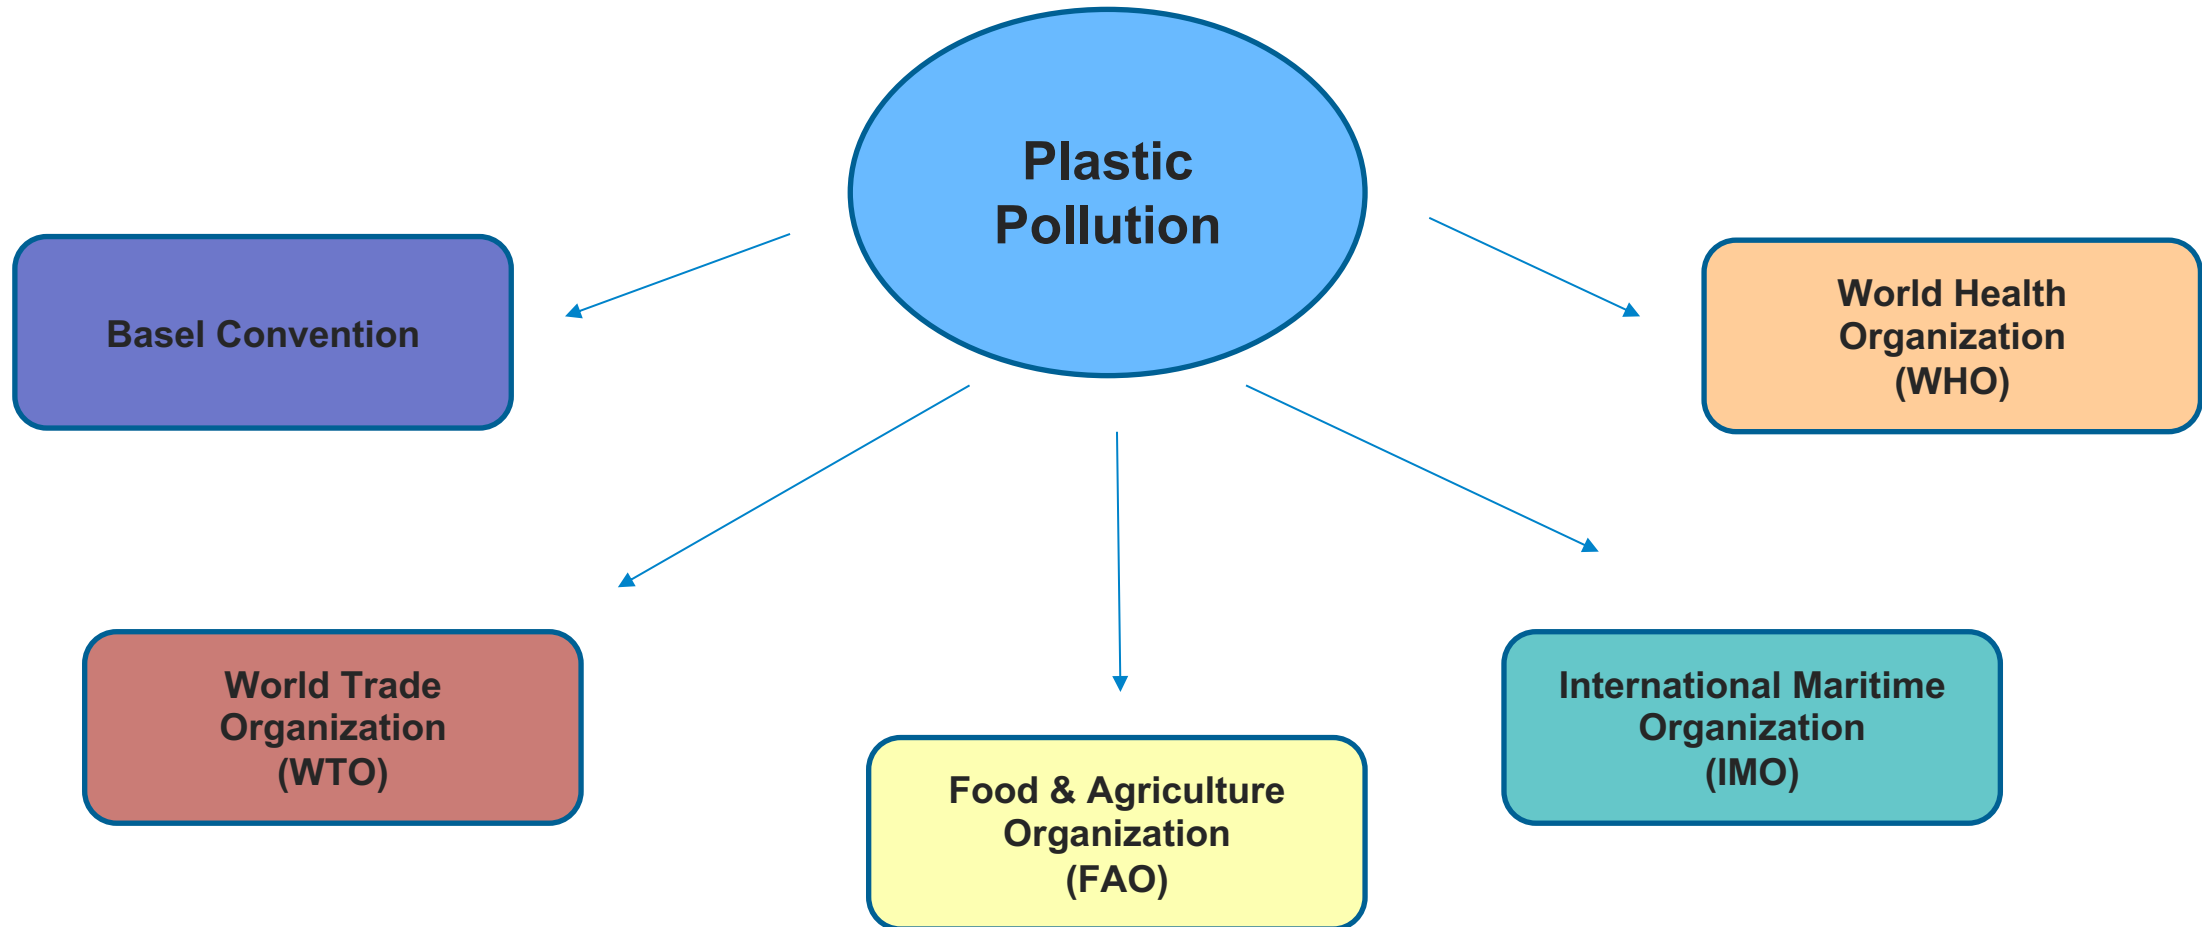 Plastic
Pollution
Basel Convention
World Health
Organization
(WHO)
World Trade
Organization
(WTO)
Food & Agriculture
Organization
(FAO)
International Maritime
Organization
(IMO)